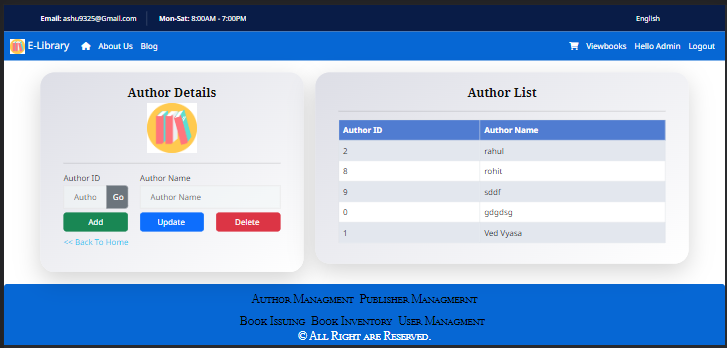 Email: ashu9325@Gmail.com Mon-Sat: 8:00AM - 7:00PM English
E-Library About Us Blog Viewbooks Hello Admin Logout
Author Details
Author ID Author Name
Autho Go Author Name
Add Update Delete
<< Back To Home
Author List
Author ID Author Name
2 rahul
8 rohit
9 sddf
0 gdgdsg
1 Ved Vyasa
Author Managment Publisher Managmernt
Book Issuing Book Inventory User Managment
© All Right are Reserved.